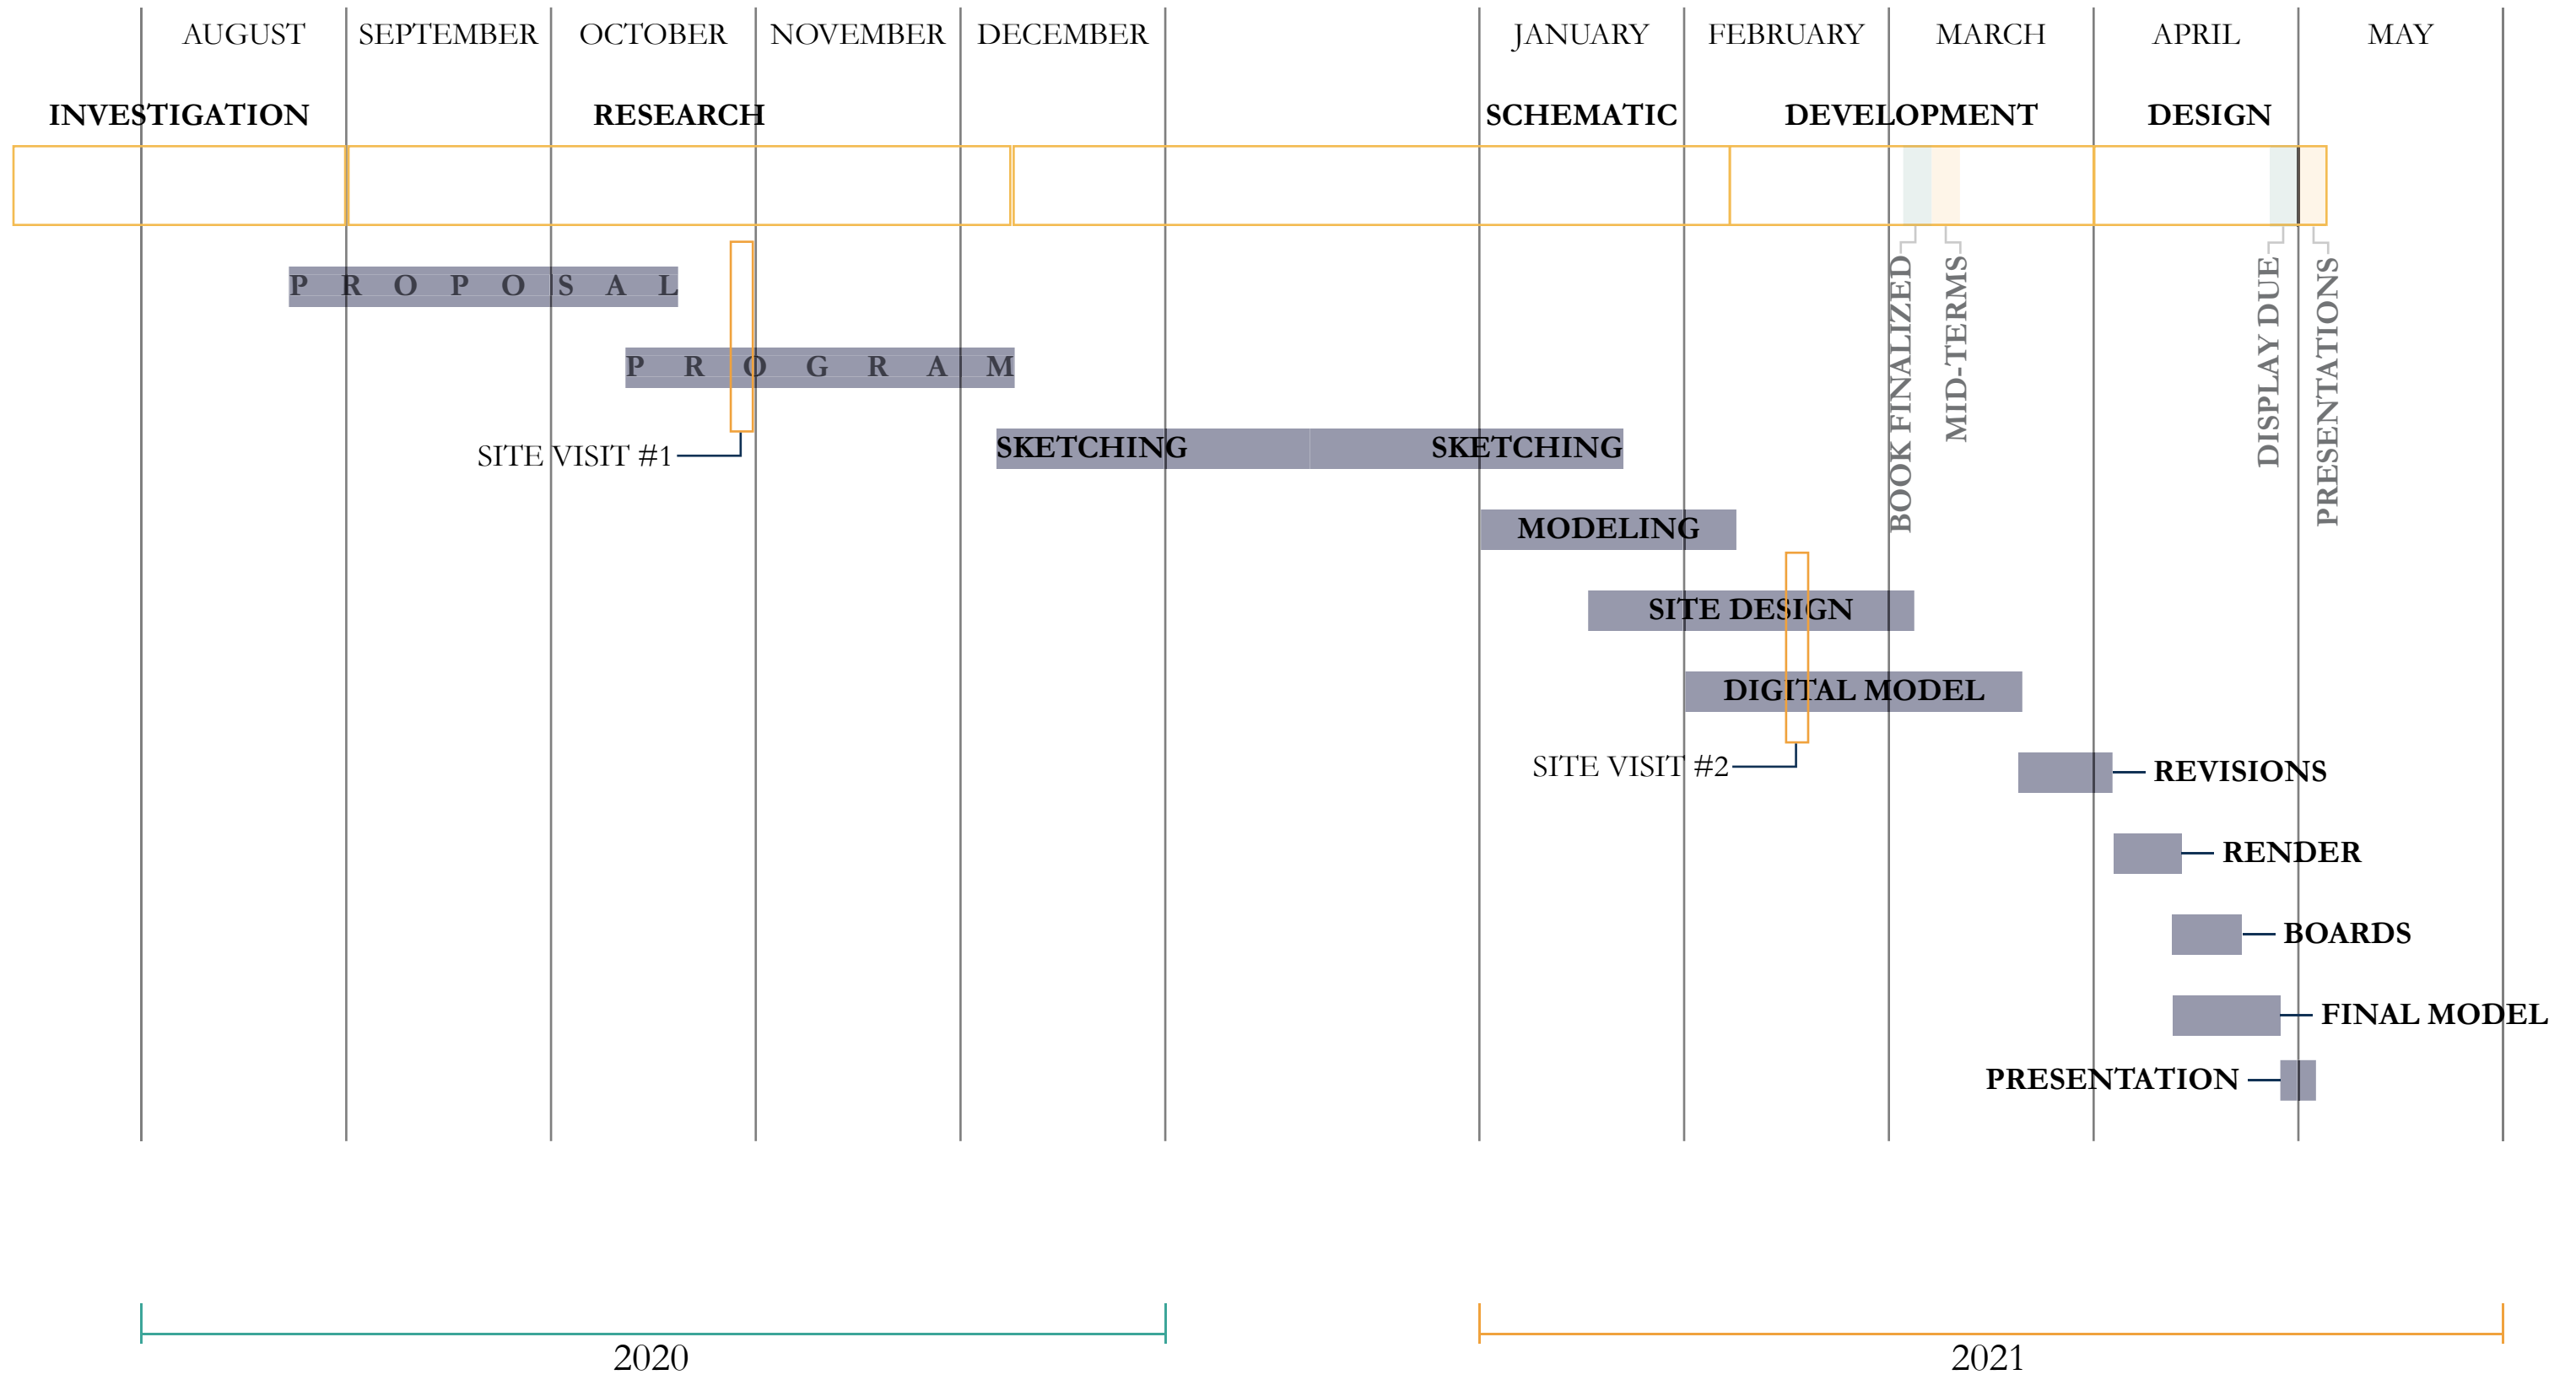 AUGUST SEPTEMBER OCTOBER NOVEMBER DECEMBER JANUARY FEBRUARY MARCH APRIL MAY
INVESTIGATION RESEARCH SCHEMATIC DEVELOPMENT DESIGN
PROPOSAL
PROGRAM
SITE VISIT #1
SKETCHING SKETCHING
BOOK FINALIZED
MID-TERMS
DISPLAY DUE
PRESENTATIONS
MODELING
SITE DESIGN
DIGITAL MODEL
SITE VISIT #2
REVISIONS
RENDER
BOARDS
FINAL MODEL
PRESENTATION
2020 2021